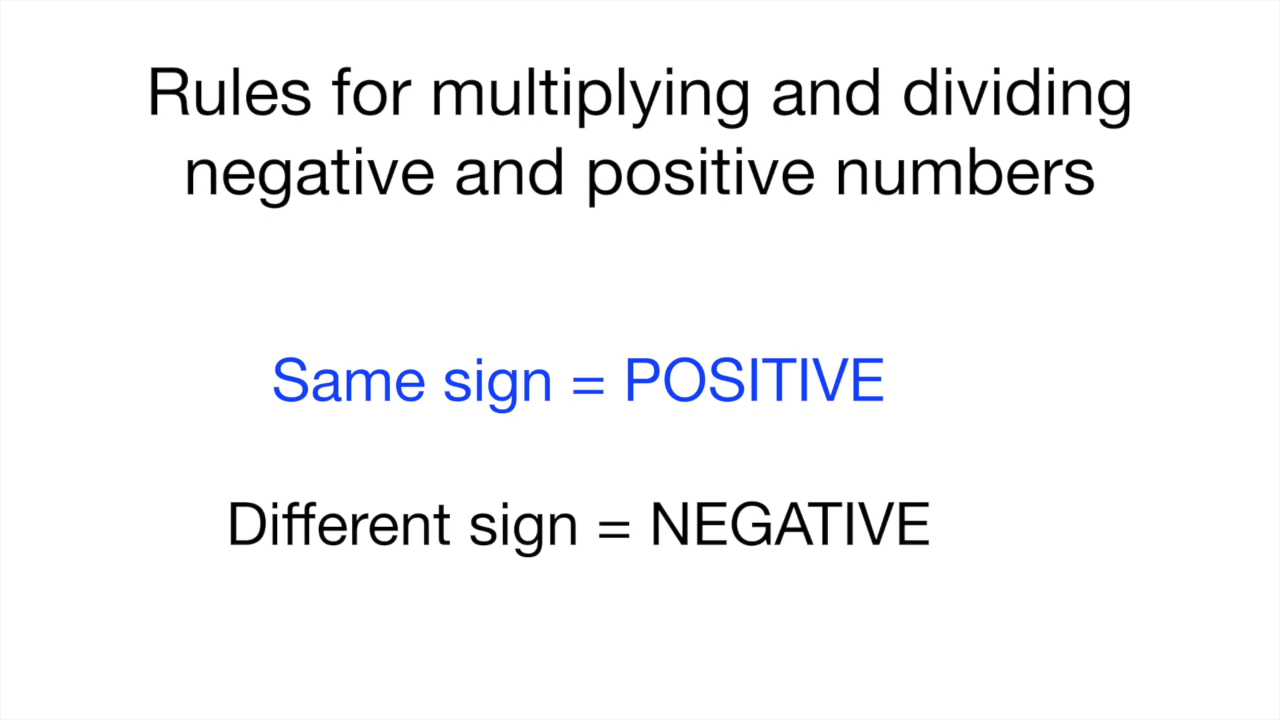 Rules for multiplying and dividing
negative and positive numbers
Same sign = POSITIVE
Different sign = NEGATIVE